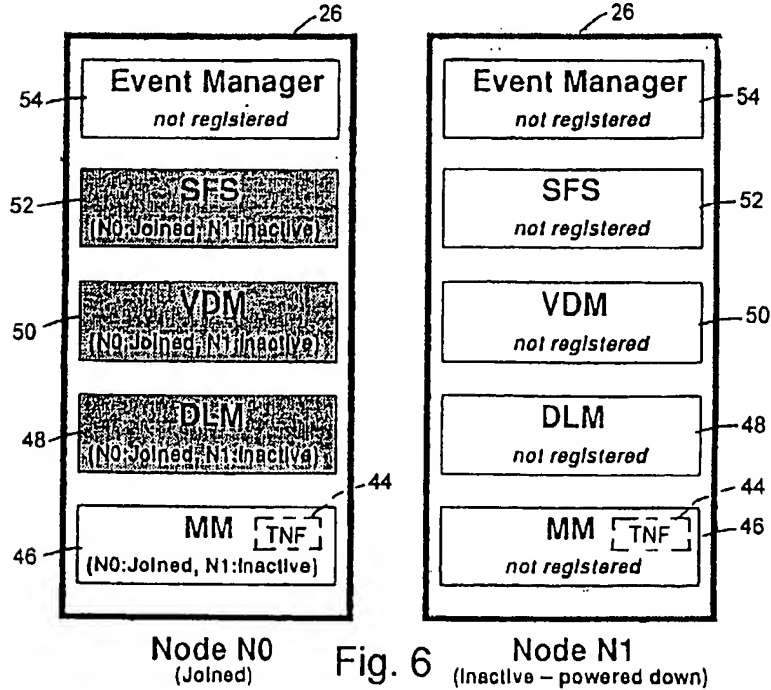 26
Event Manager
not registered
54
SFS
(N0:Joined, N1:Inactive)
52
VDM
(N0:Joined, N1:Inactive)
50
DLM
(N0:Joined, N1:Inactive)
48
44
MM
TNF
(N0:Joined, N1:Inactive)
46
Node N0
(Joined)
26
Event Manager
not registered
54
SFS
not registered
52
VDM
not registered
50
DLM
not registered
48
44
MM
TNF
not registered
46
Node N1
(Inactive – powered down)
Fig. 6